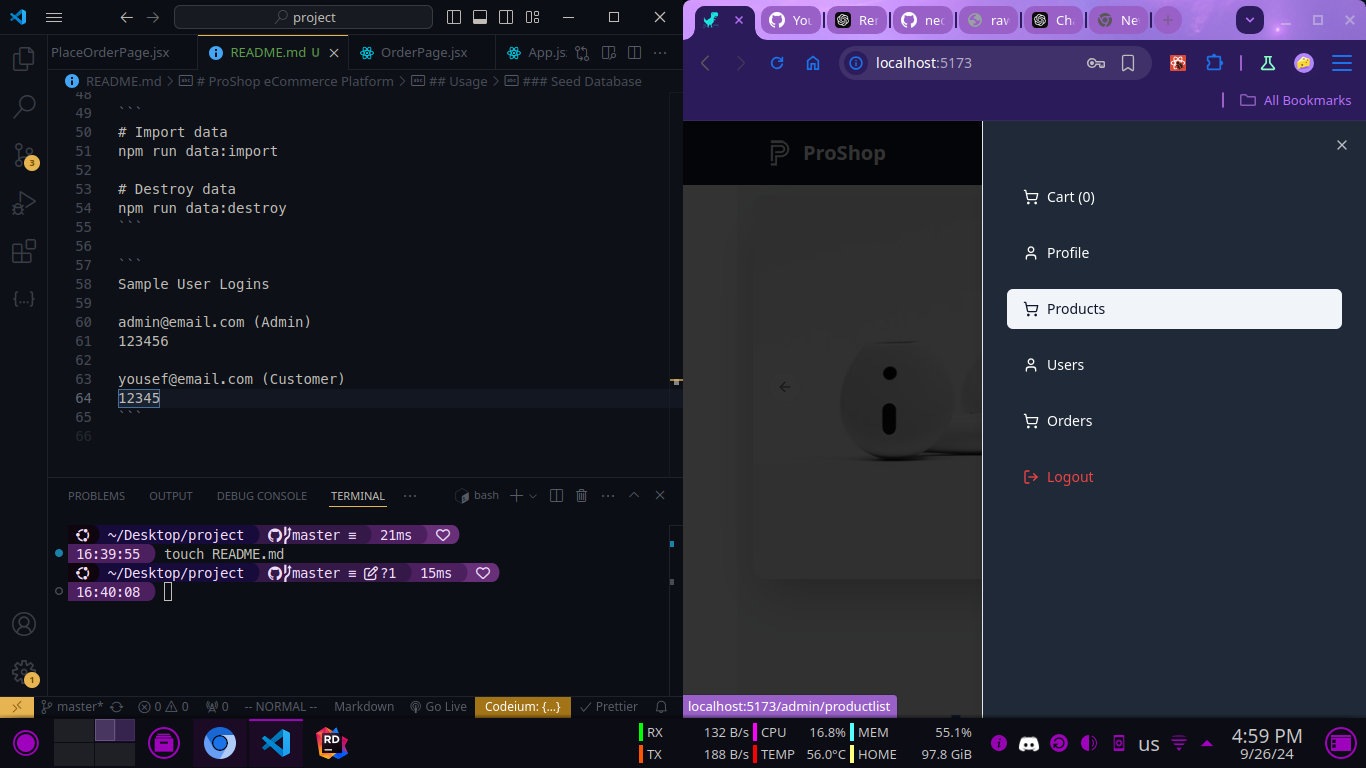 project
PlaceOrderPage.jsx
README.md U
OrderPage.jsx
App.js
README.md > # ProShop eCommerce Platform > ## Usage > ### Seed Database
48
49 ```
50 # Import data
51 npm run data:import
52
53 # Destroy data
54 npm run data:destroy
55 ```
56
57 ```
58 Sample User Logins
59
60 admin@email.com (Admin)
61 123456
62
63 yousef@email.com (Customer)
64 12345
65 ```
66
3
1
PROBLEMS OUTPUT DEBUG CONSOLE TERMINAL ··· bash
~/Desktop/project master ≡ 21ms
16:39:55 touch README.md
~/Desktop/project master ≡ ?1 15ms
16:40:08
master* 0 0 0 -- NORMAL -- Markdown Go Live Codeium: {...} Prettier
You
Rer
nec
raw
Ch
Ne
localhost:5173
All Bookmarks
ProShop
Cart (0)
Profile
Products
Users
Orders
Logout
localhost:5173/admin/productlist
RD
RX 132 B/s CPU 16.8% MEM 55.1%
TX 188 B/s TEMP 56.0°C HOME 97.8 GiB
us
4:59 PM
9/26/24